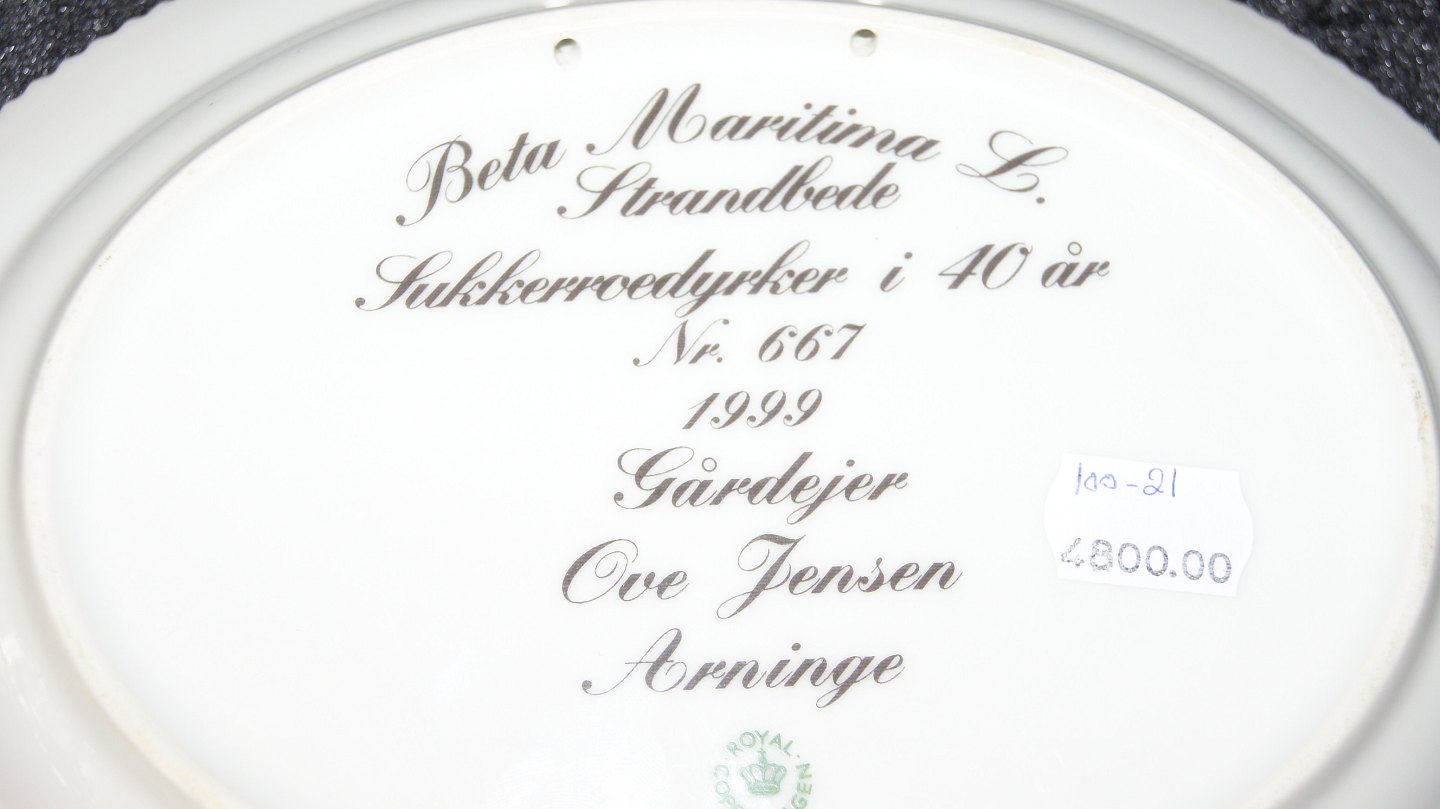 Beta Maritima L.
Strandbede
Sukkerroedyrker i 40 år
Nr. 667
1999
Gårdejer
Ove Jensen
Arninge
100-21
4800.00
ROYAL